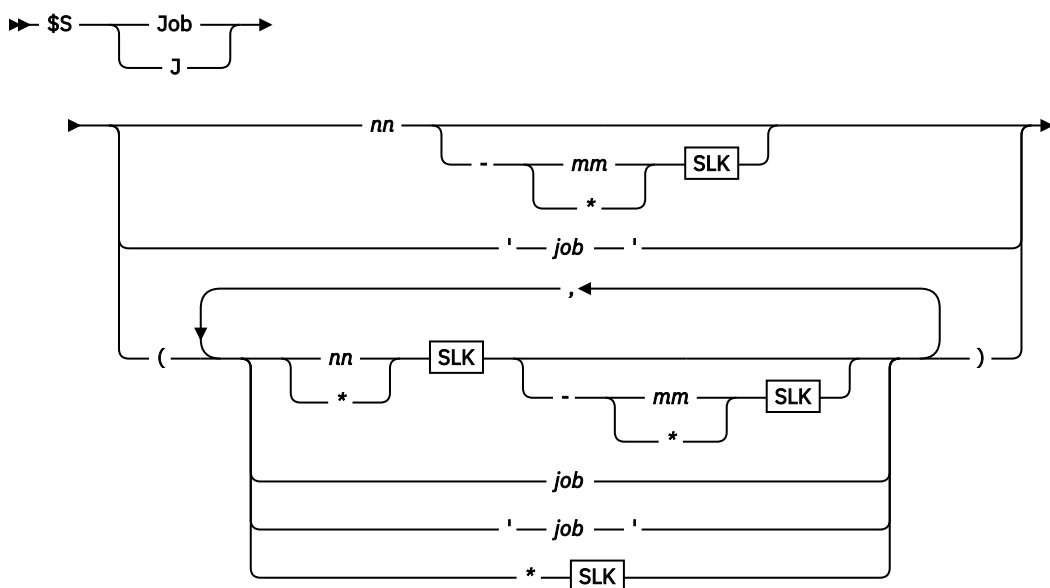 $S Job
J
nn
- mm SLK
*
' job '
,
( nn SLK )
*
- mm SLK
*
job
' job '
* SLK